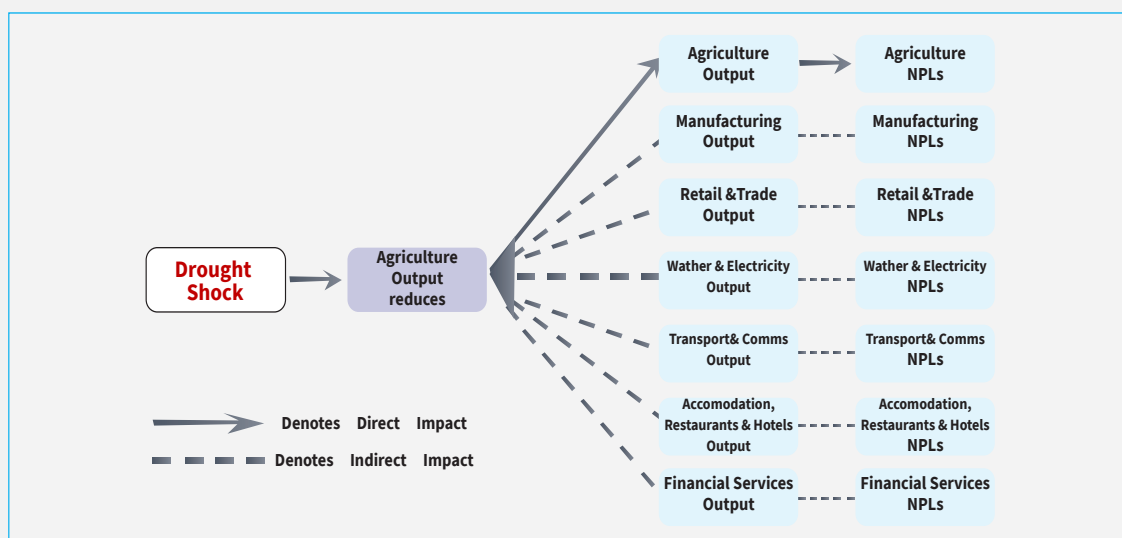 Agriculture
Output
Agriculture
NPLs
Manufacturing
Output
Manufacturing
NPLs
Retail &Trade
Output
Retail &Trade
NPLs
Drought
Shock
Agriculture
Output
reduces
Wather & Electricity
Output
Wather & Electricity
NPLs
Transport& Comms
Output
Transport& Comms
NPLs
Accomodation,
Restaurants & Hotels
Output
Accomodation,
Restaurants & Hotels
NPLs
Financial Services
Output
Financial Services
NPLs
Denotes Direct Impact
Denotes Indirect Impact